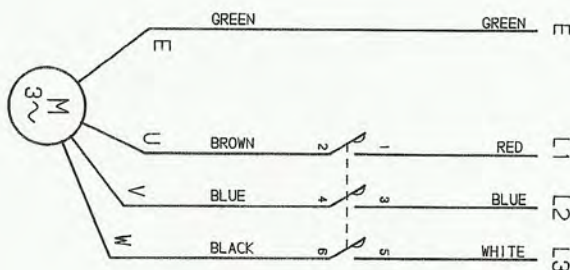 GREEN GREEN E
E
M
3~
U BROWN 2 1 RED L1
V BLUE 4 3 BLUE L2
W BLACK 6 5 WHITE L3